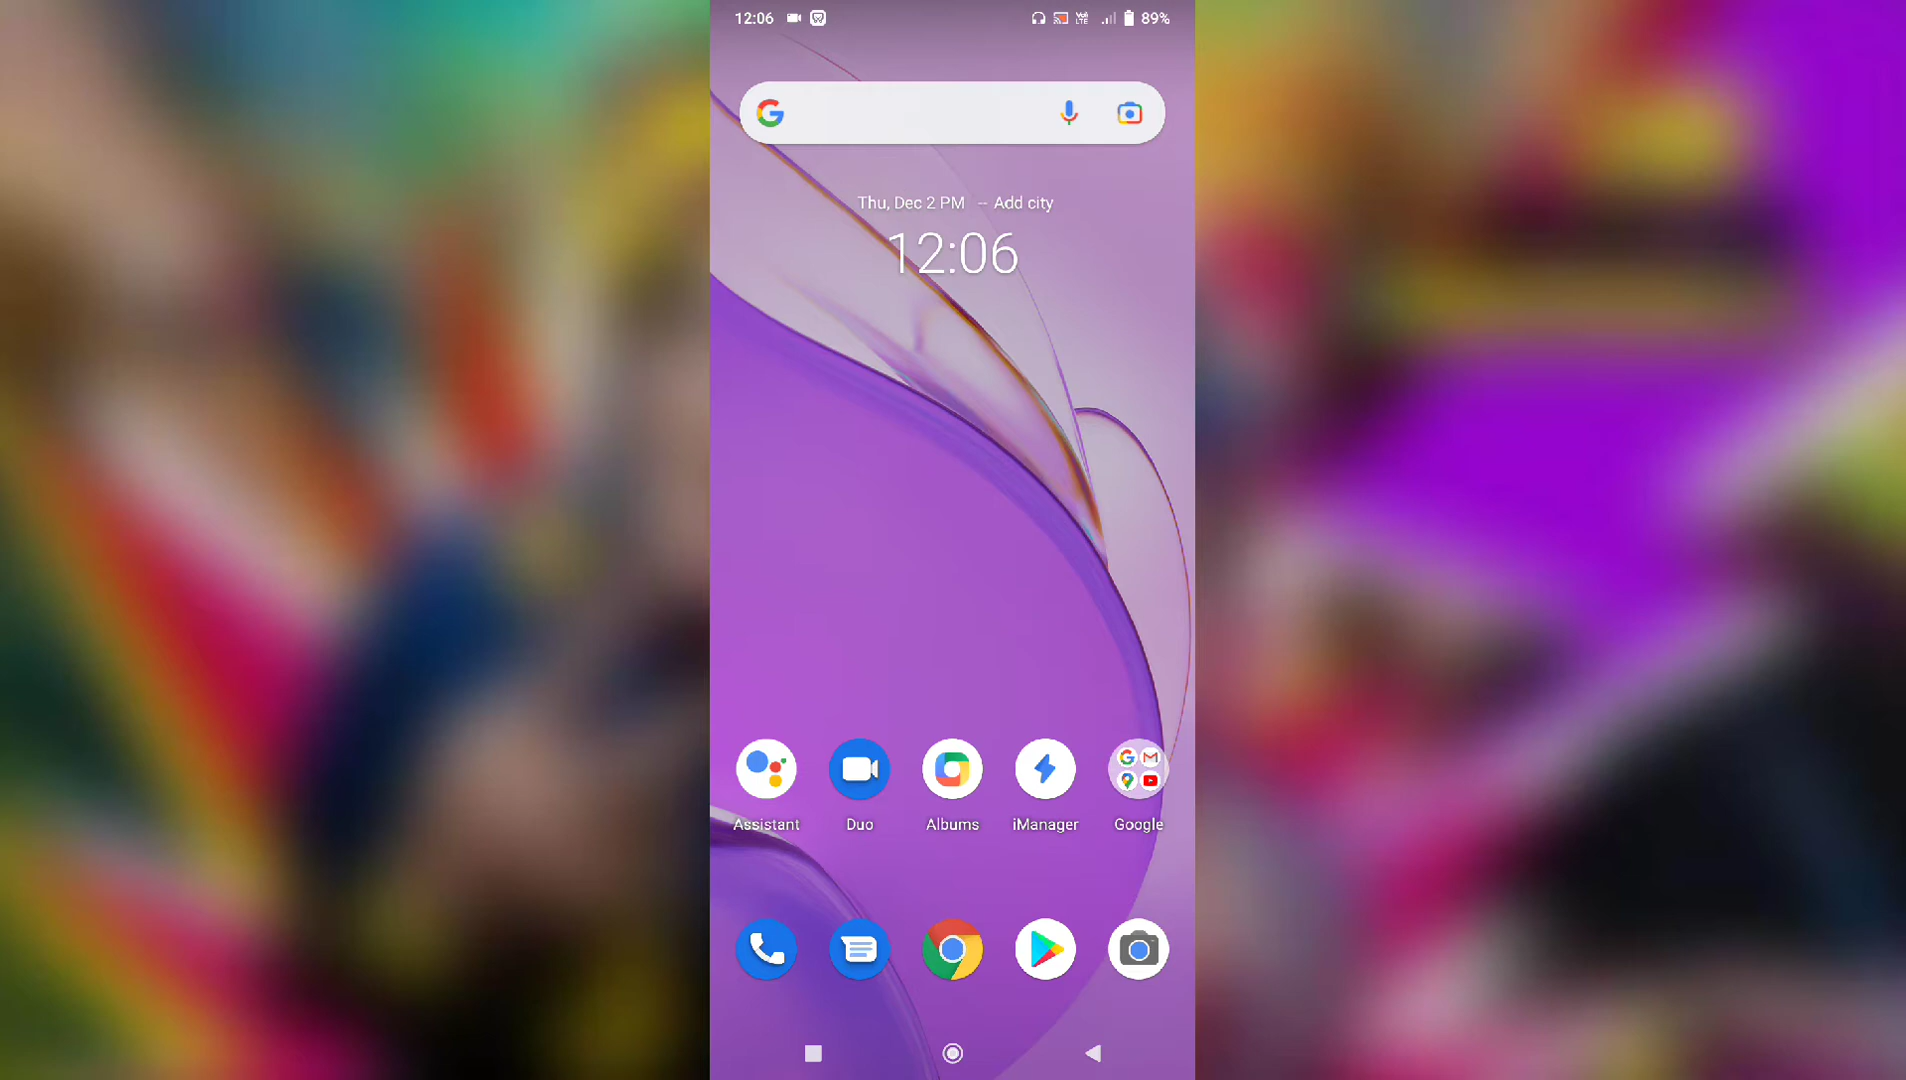 12:06 89%
Thu, Dec 2 PM -- Add city
12:06
Assistant Duo Albums iManager Google